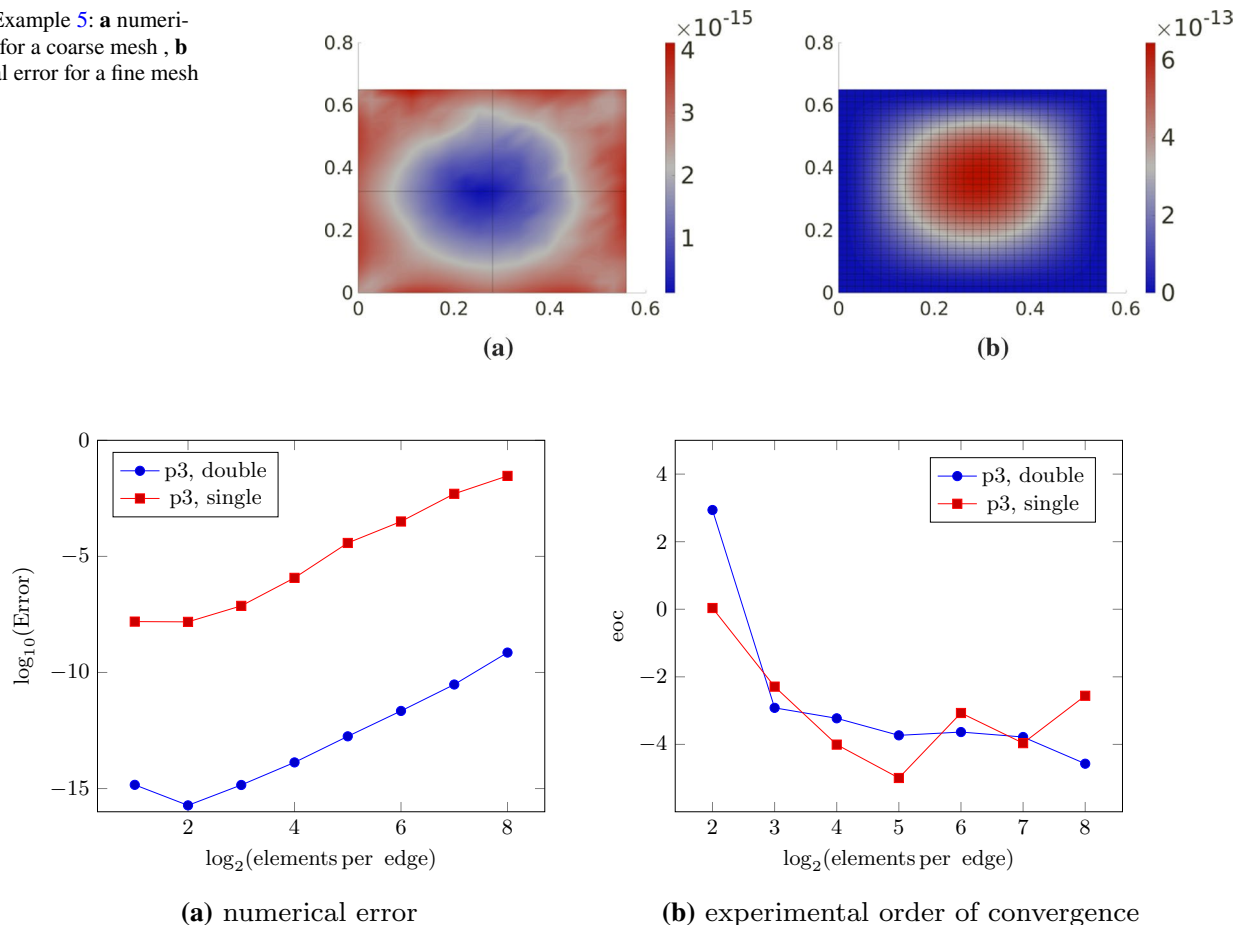 Example 5: a numeri-
for a coarse mesh , b
al error for a fine mesh
×10-15
0.8
0.6
0.4
0.2
0
0 0.2 0.4 0.6
4
3
2
1
(a)
×10-13
0.8
0.6
0.4
0.2
0
0 0.2 0.4 0.6
6
4
2
0
(b)
0
−5
−10
−15
log10(Error)
p3, double
p3, single
2 4 6 8
log2(elements per edge)
(a) numerical error
4
2
0
−2
−4
eoc
p3, double
p3, single
2 3 4 5 6 7 8
log2(elements per edge)
(b) experimental order of convergence